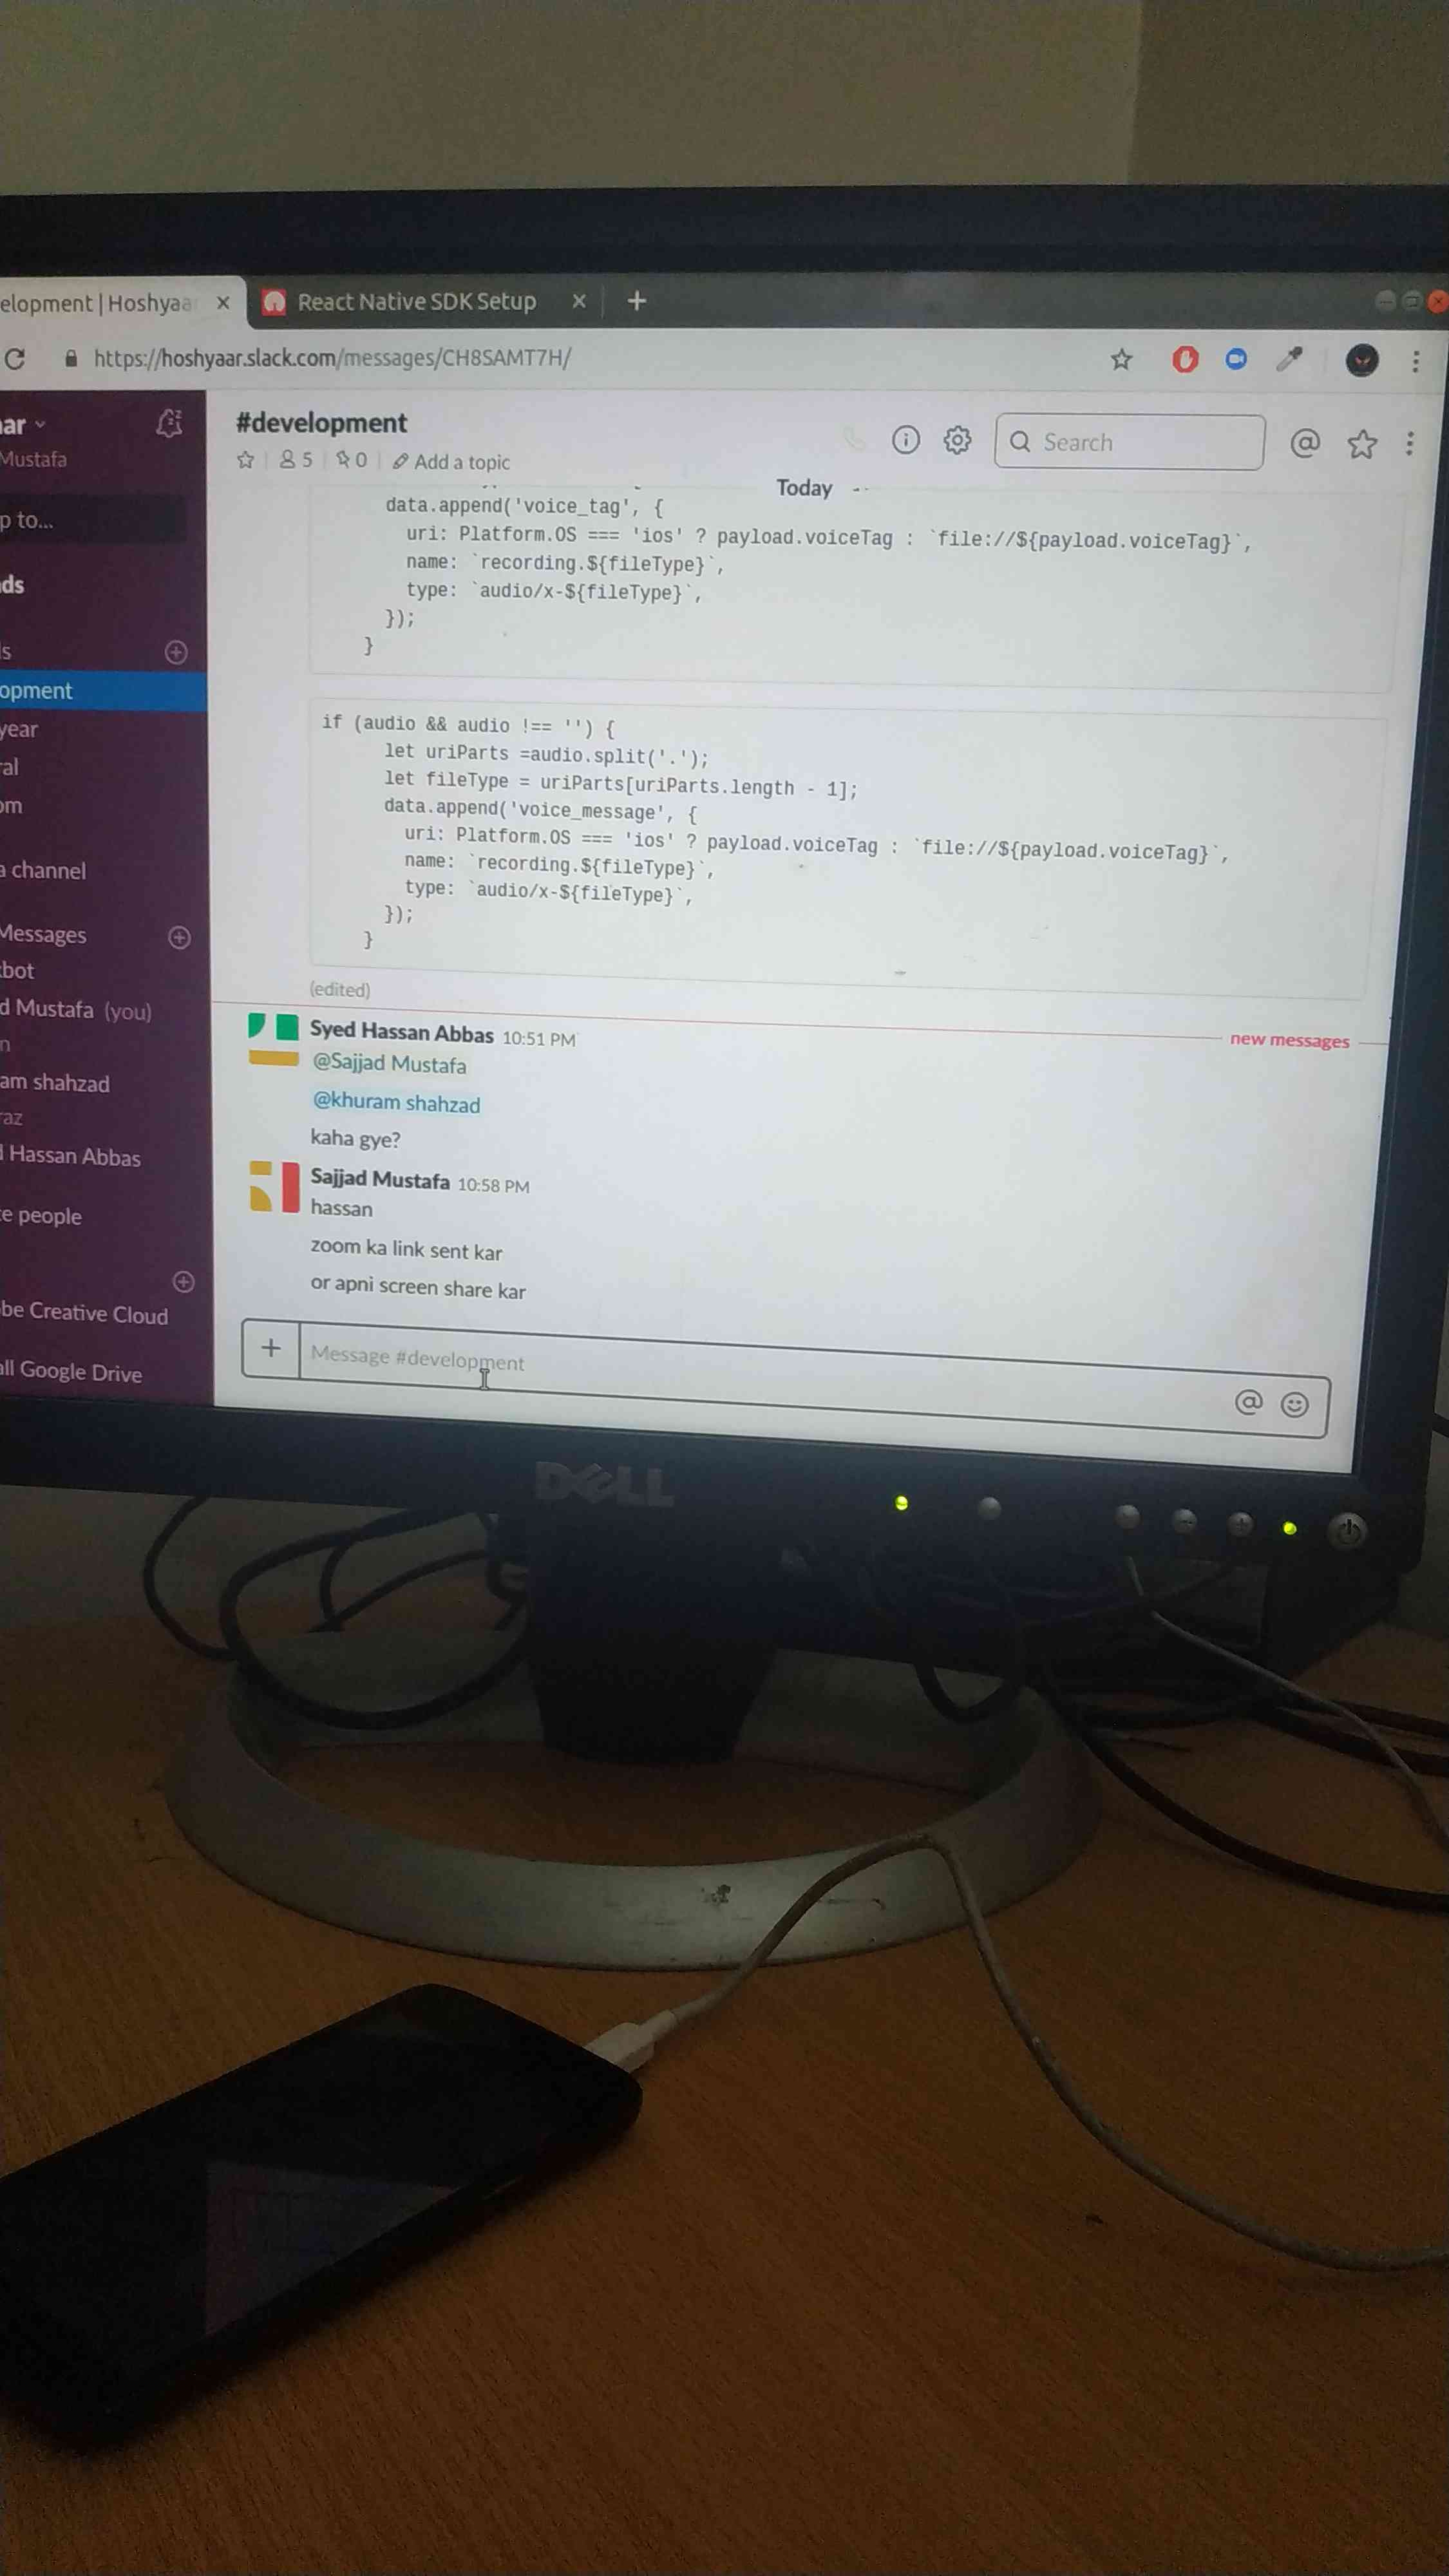 elopment | Hoshyaa
React Native SDK Setup
https://hoshyaar.slack.com/messages/CH8SAMT7H/
ar
Mustafa
p to...
ds
s
opment
year
al
om
a channel
Messages
bot
d Mustafa (you)
n
am shahzad
raz
d Hassan Abbas
e people
be Creative Cloud
all Google Drive
#development
5
0
Add a topic
Search
Today
data.append('voice_tag', {
uri: Platform.OS === 'ios' ? payload.voiceTag : `file://${payload.voiceTag}`,
name: `recording.${fileType}`,
type: `audio/x-${fileType}`,
});
}
if (audio && audio !== '') {
let uriParts =audio.split('.');
let fileType = uriParts[uriParts.length - 1];
data.append('voice_message', {
uri: Platform.OS === 'ios' ? payload.voiceTag : `file://${payload.voiceTag}`,
name: `recording.${fileType}`,
type: `audio/x-${fileType}`,
});
}
(edited)
new messages
Syed Hassan Abbas 10:51 PM
@Sajjad Mustafa
@khuram shahzad
kaha gye?
Sajjad Mustafa 10:58 PM
hassan
zoom ka link sent kar
or apni screen share kar
Message #development
DELL